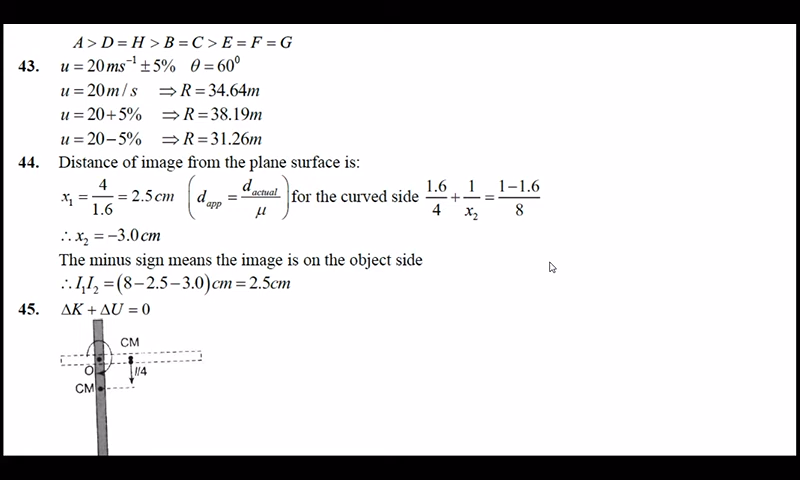 A > D = H > B = C > E = F = G
43. u = 20 ms⁻¹ ± 5% θ = 60⁰
u = 20 m / s ⇒ R = 34.64m
u = 20 + 5% ⇒ R = 38.19m
u = 20 − 5% ⇒ R = 31.26m
44. Distance of image from the plane surface is:
x₁ = 4/1.6 = 2.5 cm (d_app = d_actual/μ) for the curved side 1.6/4 + 1/x₂ = (1−1.6)/8
∴ x₂ = −3.0 cm
The minus sign means the image is on the object side
∴ I₁I₂ = (8 − 2.5 − 3.0) cm = 2.5cm
45. ΔK + ΔU = 0
CM
O l/4
CM